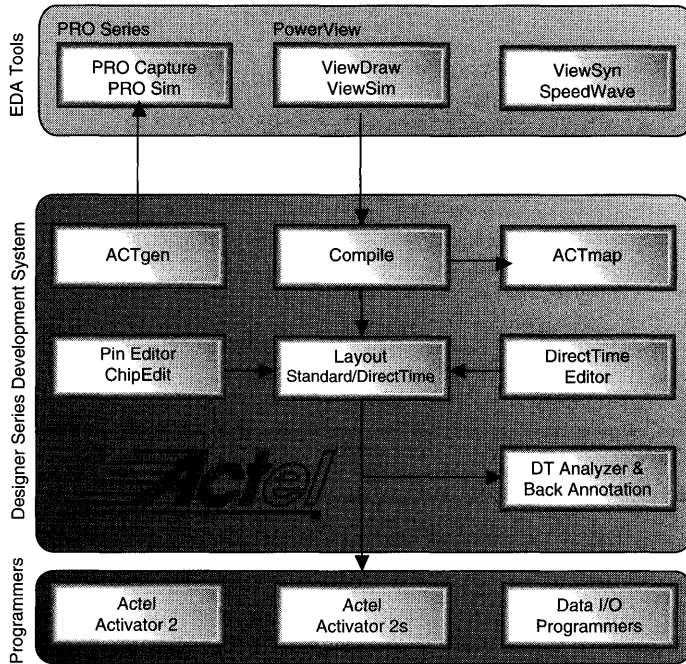 EDA Tools
PRO Series
PowerView
PRO Capture
PRO Sim
ViewDraw
ViewSim
ViewSyn
SpeedWave
Designer Series Development System
ACTgen
Compile
ACTmap
Pin Editor
ChipEdit
Layout
Standard/DirectTime
DirectTime
Editor
Actel
DT Analyzer &
Back Annotation
Programmers
Actel
Activator 2
Actel
Activator 2s
Data I/O
Programmers